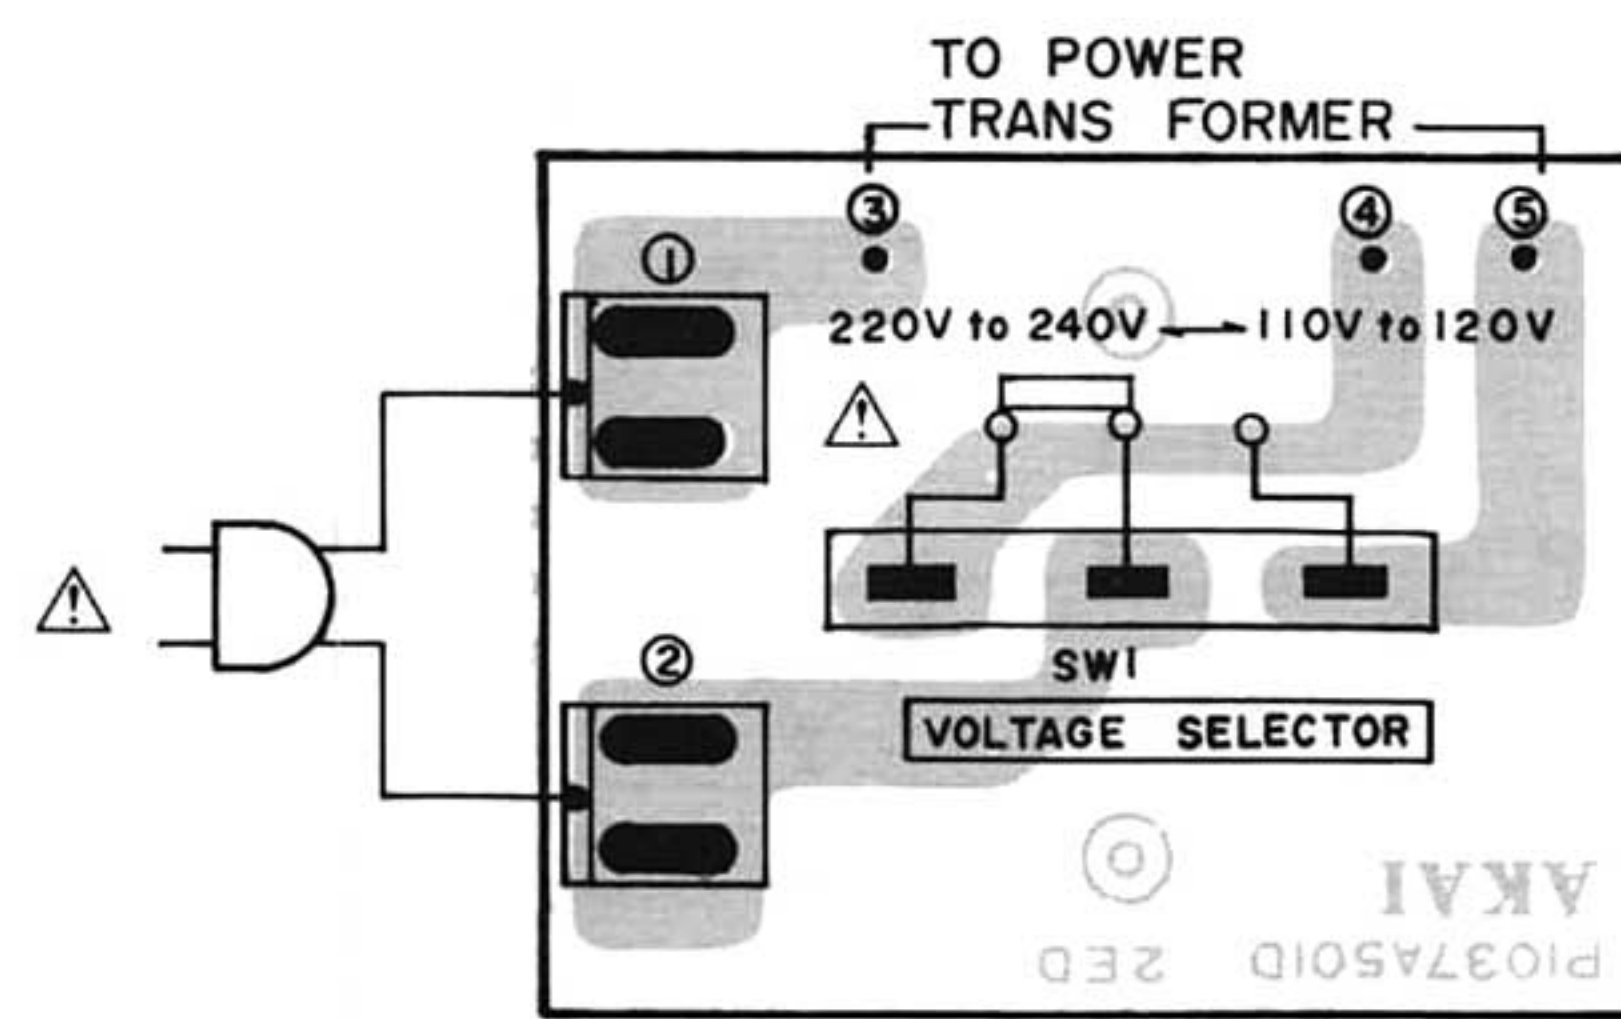 TO POWER
TRANS FORMER
③ ④ ⑤
①
220V to 240V ⟷ 110V to 120V
!
!
②
SW1
VOLTAGE SELECTOR
AKAI
P1037A501D 2ED